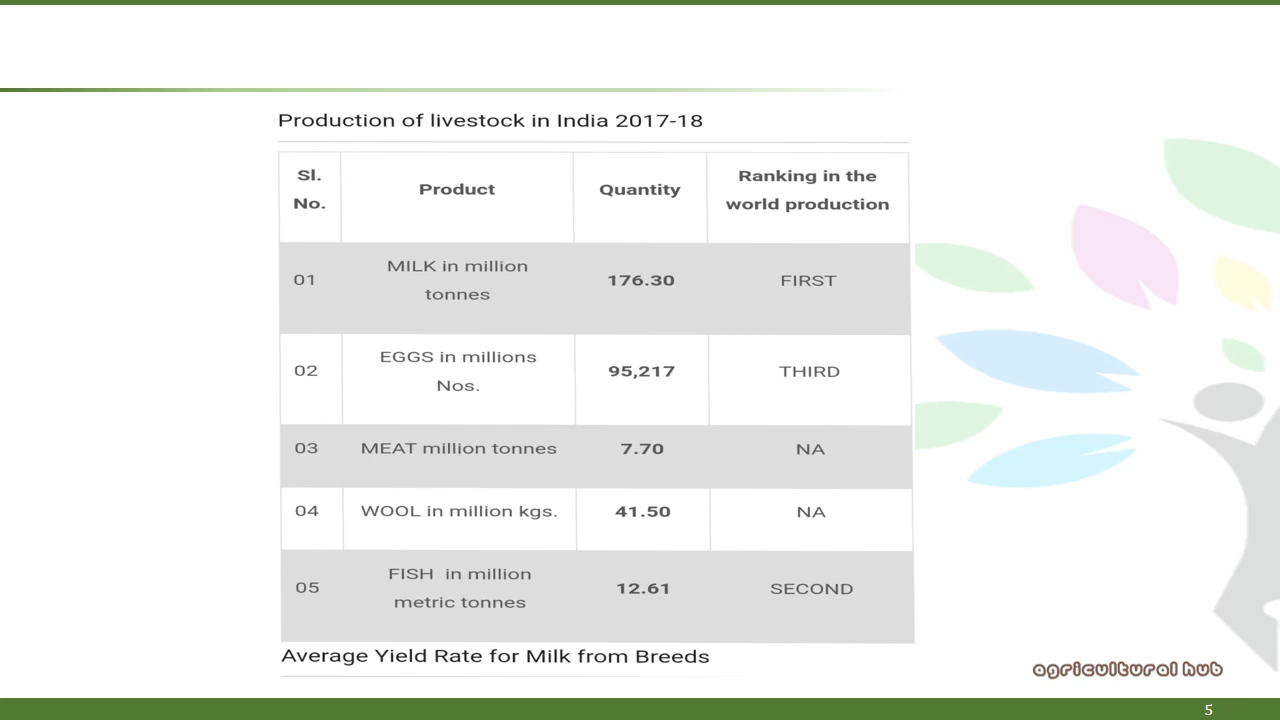 Production of livestock in India 2017-18
Sl. No. Product Quantity Ranking in the world production
01 MILK in million tonnes 176.30 FIRST
02 EGGS in millions Nos. 95,217 THIRD
03 MEAT million tonnes 7.70 NA
04 WOOL in million kgs. 41.50 NA
05 FISH in million metric tonnes 12.61 SECOND
Average Yield Rate for Milk from Breeds
agricultural hub
5